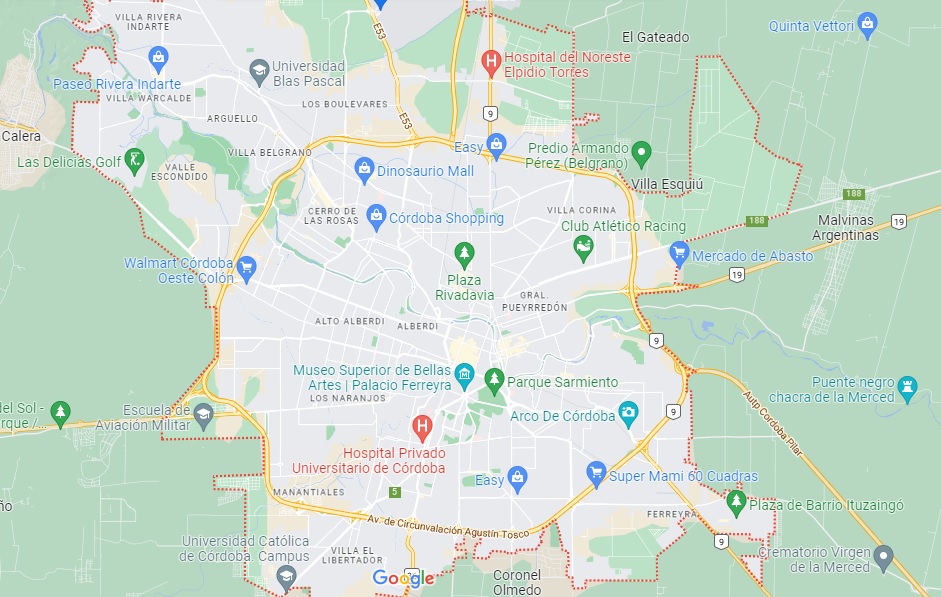 VILLA RIVERA
INDARTE
E53
El Gateado
Quinta Vettori
Hospital del Noreste
Elpidio Torres
Universidad
Blas Pascal
Paseo Rivera Indarte
VILLA WARCALDE
LOS BOULEVARES
ARGUELLO
9
E53
Calera
Las Delicias Golf
VILLA BELGRANO
Easy
Predio Armando
Pérez (Belgrano)
VALLE
ESCONDIDO
Dinosaurio Mall
Villa Esquiú
188
CERRO DE
LAS ROSAS
Córdoba Shopping
VILLA CORINA
Club Atlético Racing
188
Malvinas
Argentinas
19
Walmart Córdoba
Oeste Colón
Plaza
Rivadavia
Mercado de Abasto
19
GRAL.
PUEYRREDÓN
ALTO ALBERDI
ALBERDI
9
Museo Superior de Bellas
Artes | Palacio Ferreyra
LOS NARANJOS
Parque Sarmiento
Puente negro
chacra de la Merced
del Sol -
rque /...
Escuela de
Aviación Militar
Arco De Córdoba
9
Autp Cordoba Pilar
Hospital Privado
Universitario de Córdoba
Easy
Super Mami 60 Cuadras
MANANTIALES
5
ño
Plaza de Barrio Ituzaingó
FERREYRA
Av. de Circunvalación Agustín Tosco
9
Universidad Católica
de Córdoba. Campus
VILLA EL
LIBERTADOR
Crematorio Virgen
de la Merced
Google
Coronel
Olmedo